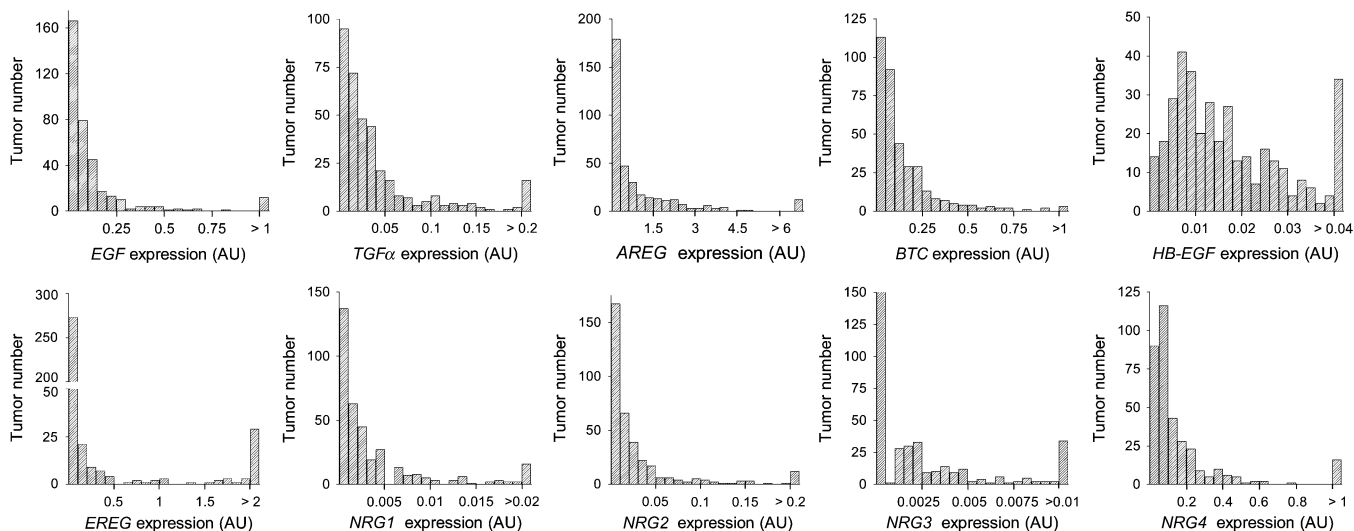 160
120
80
40
0
Tumor number
0.25 0.5 0.75 > 1
EGF expression (AU)
100
75
50
25
0
Tumor number
0.05 0.1 0.15 > 0.2
TGFα expression (AU)
200
150
100
50
0
Tumor number
1.5 3 4.5 > 6
AREG expression (AU)
125
100
75
50
25
0
Tumor number
0.25 0.5 0.75 >1
BTC expression (AU)
50
40
30
20
10
0
Tumor number
0.01 0.02 0.03 > 0.04
HB-EGF expression (AU)
300
250
200
50
25
0
Tumor number
0.5 1 1.5 > 2
EREG expression (AU)
150
100
50
0
Tumor number
0.005 0.01 0.015 >0.02
NRG1 expression (AU)
150
100
50
0
Tumor number
0.05 0.1 0.15 >0.2
NRG2 expression (AU)
150
125
100
75
50
25
0
Tumor number
0.0025 0.005 0.0075 >0.01
NRG3 expression (AU)
125
100
75
50
25
0
Tumor number
0.2 0.4 0.6 0.8 > 1
NRG4 expression (AU)